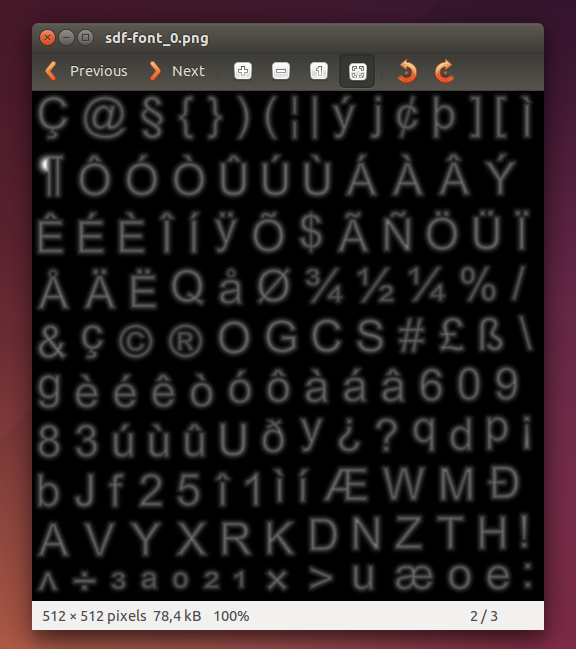 sdf-font_0.png
Previous Next 1
Ç @ § { } ) ( ¦ | ý j ¢ þ ] [ ì
¶ Ô Ó Ò Û Ú Ù Á À Â Ý
Ê É È Î Í ÿ Õ $ Ã Ñ Ö Ü Ï
Å Ä Ë Q å Ø ¾ ½ ¼ % /
& ç © ® O G C S # £ ß \
g è é ê ò ó ô à á â 6 0 9
8 3 ú ù û U ð y ¿ ? q d p ¡
b J f 2 5 î 1 ì í Æ W M Đ
A V Y X R K D N Z T H !
^ ÷ ³ ª º ² ¹ × > u æ o e :
512 × 512 pixels 78,4 kB 100% 2 / 3